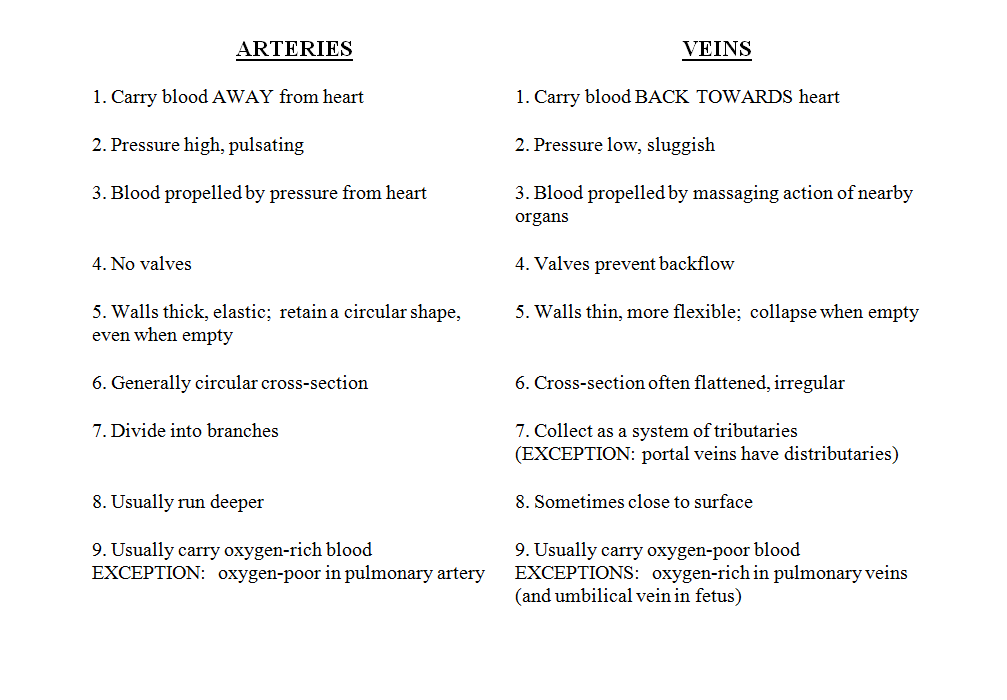 ARTERIES
1. Carry blood AWAY from heart
2. Pressure high, pulsating
3. Blood propelled by pressure from heart
4. No valves
5. Walls thick, elastic; retain a circular shape,
even when empty
6. Generally circular cross-section
7. Divide into branches
8. Usually run deeper
9. Usually carry oxygen-rich blood
EXCEPTION: oxygen-poor in pulmonary artery
VEINS
1. Carry blood BACK TOWARDS heart
2. Pressure low, sluggish
3. Blood propelled by massaging action of nearby
organs
4. Valves prevent backflow
5. Walls thin, more flexible; collapse when empty
6. Cross-section often flattened, irregular
7. Collect as a system of tributaries
(EXCEPTION: portal veins have distributaries)
8. Sometimes close to surface
9. Usually carry oxygen-poor blood
EXCEPTIONS: oxygen-rich in pulmonary veins
(and umbilical vein in fetus)